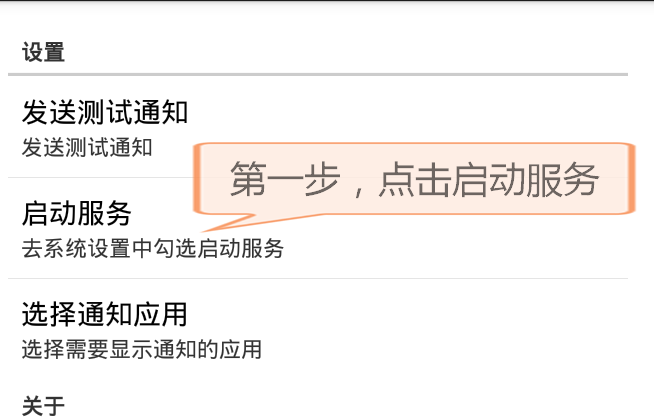 设置
发送测试通知
发送测试通知
第一步，点击启动服务
启动服务
去系统设置中勾选启动服务
选择通知应用
选择需要显示通知的应用
关于